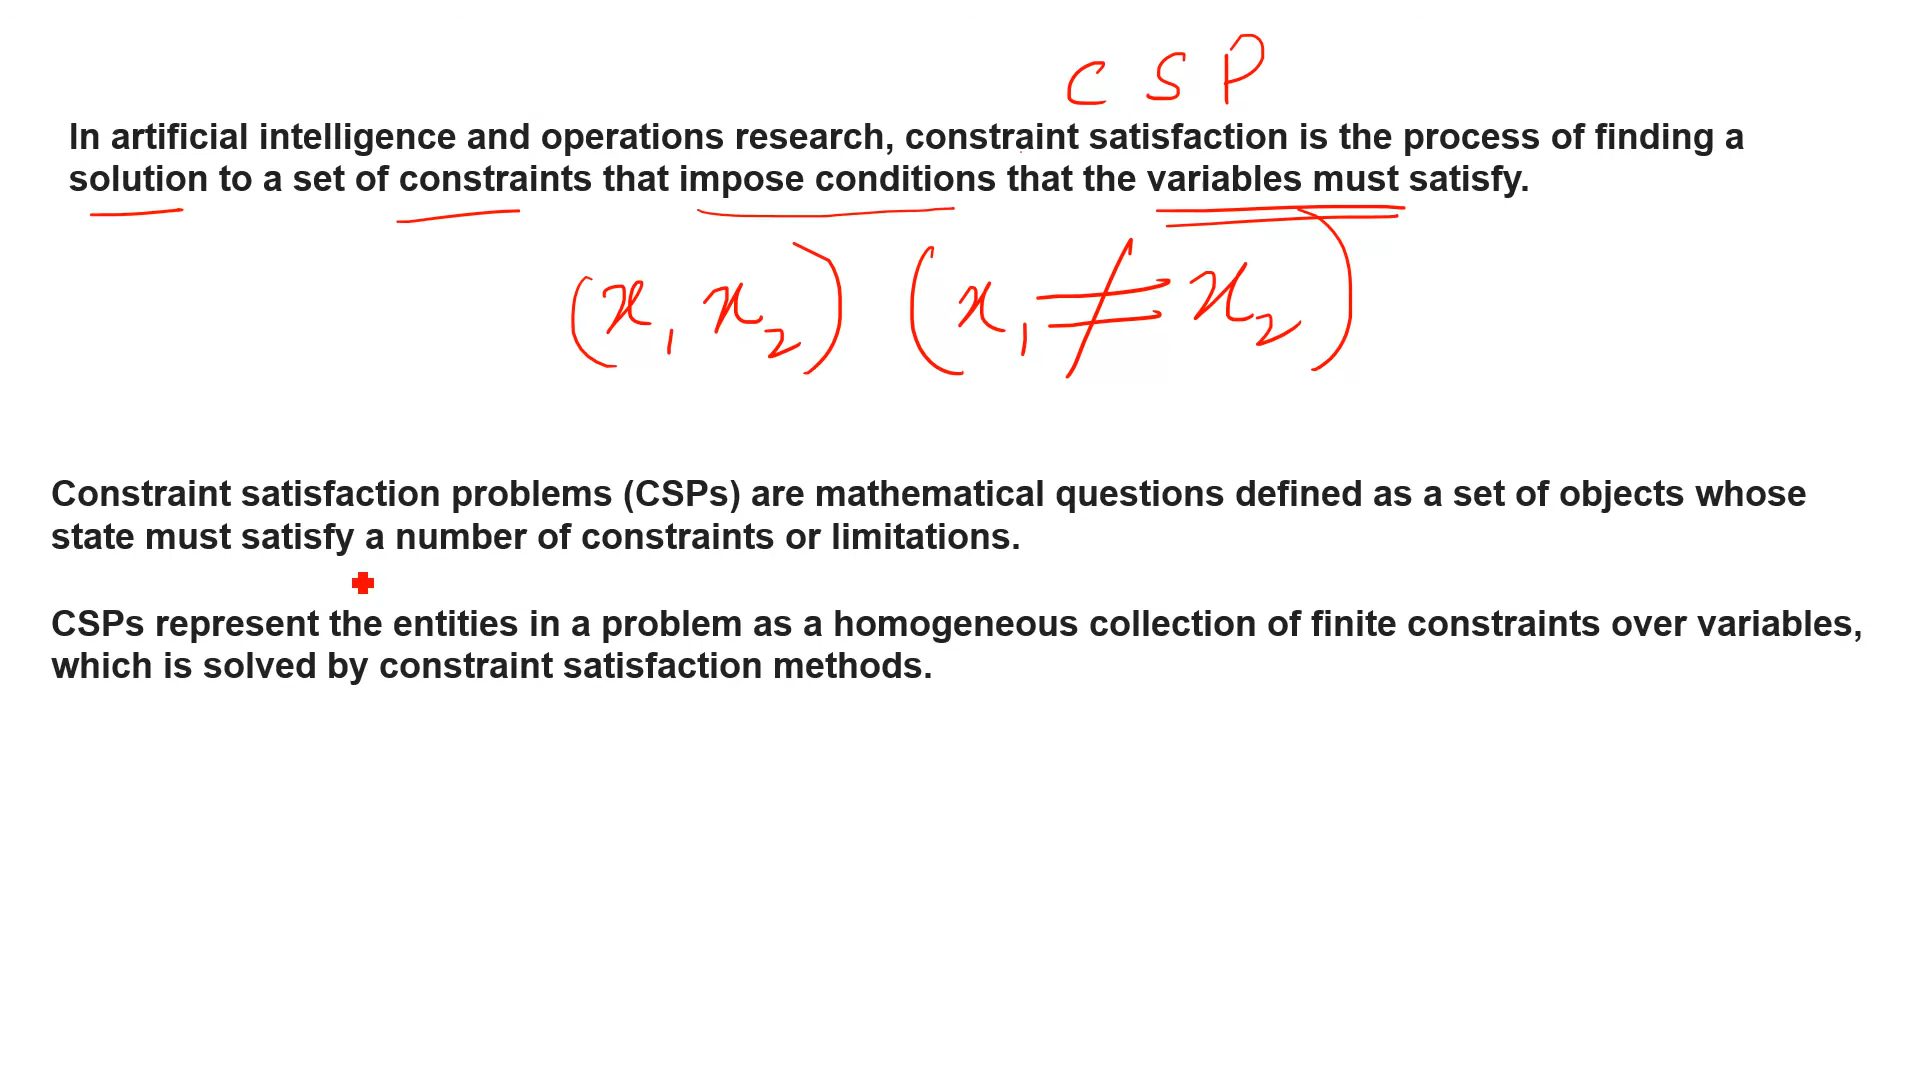 C S P
In artificial intelligence and operations research, constraint satisfaction is the process of finding a
solution to a set of constraints that impose conditions that the variables must satisfy.
(x₁ x₂) (x₁ ≠ x₂)
Constraint satisfaction problems (CSPs) are mathematical questions defined as a set of objects whose
state must satisfy a number of constraints or limitations.
CSPs represent the entities in a problem as a homogeneous collection of finite constraints over variables,
which is solved by constraint satisfaction methods.